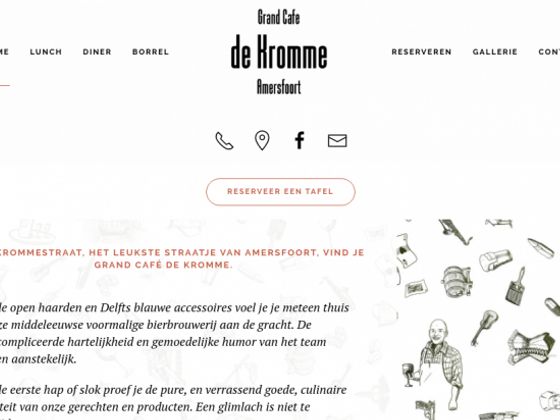 Grand Cafe
de Kromme
Amersfoort
ME LUNCH DINER BORREL RESERVEREN GALLERIE CONT
RESERVEER EEN TAFEL
KROMMESTRAAT, HET LEUKSTE STRAATJE VAN AMERSFOORT, VIND JE
GRAND CAFÉ DE KROMME.
de open haarden en Delfts blauwe accessoires voel je je meteen thuis
ze middeleeuwse voormalige bierbrouwerij aan de gracht. De
compliceerde hartelijkheid en gemoedelijke humor van het team
en aanstekelijk.
de eerste hap of slok proef je de pure, en verrassend goede, culinaire
teit van onze gerechten en producten. Een glimlach is niet te